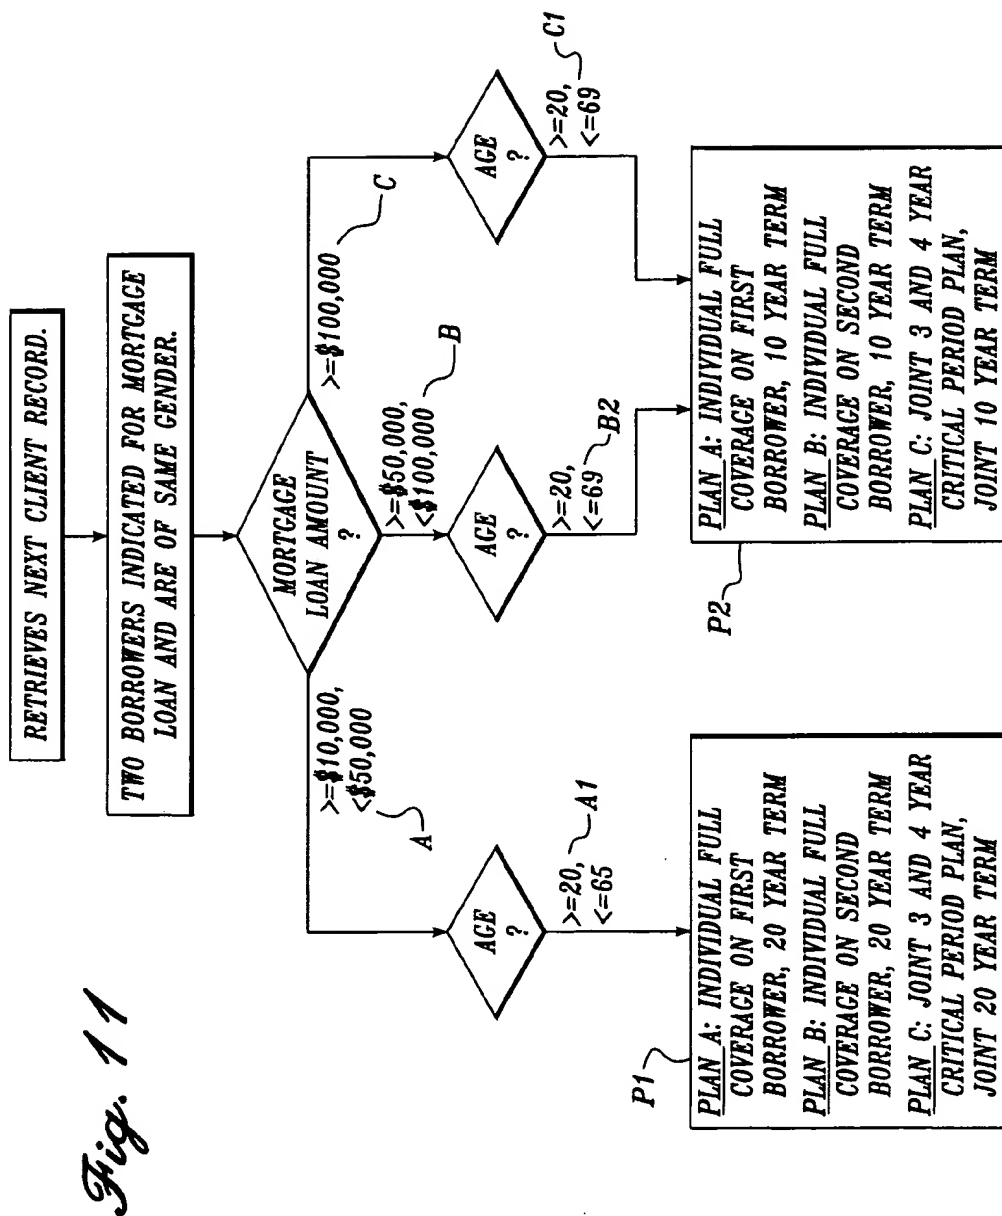 Fig. 11
RETRIEVES NEXT CLIENT RECORD.
TWO BORROWERS INDICATED FOR MORTGAGE
LOAN AND ARE OF SAME GENDER.
MORTGAGE
LOAN AMOUNT
?
>=$10,000,
<$50,000
A
>=$50,000,
<$100,000
B
>=$100,000
C
AGE
?
>=20,
<=65
A1
AGE
?
>=20,
<=69
B2
AGE
?
>=20,
<=69
C1
P1
PLAN A: INDIVIDUAL FULL
COVERAGE ON FIRST
BORROWER, 20 YEAR TERM
PLAN B: INDIVIDUAL FULL
COVERAGE ON SECOND
BORROWER, 20 YEAR TERM
PLAN C: JOINT 3 AND 4 YEAR
CRITICAL PERIOD PLAN,
JOINT 20 YEAR TERM
P2
PLAN A: INDIVIDUAL FULL
COVERAGE ON FIRST
BORROWER, 10 YEAR TERM
PLAN B: INDIVIDUAL FULL
COVERAGE ON SECOND
BORROWER, 10 YEAR TERM
PLAN C: JOINT 3 AND 4 YEAR
CRITICAL PERIOD PLAN,
JOINT 10 YEAR TERM